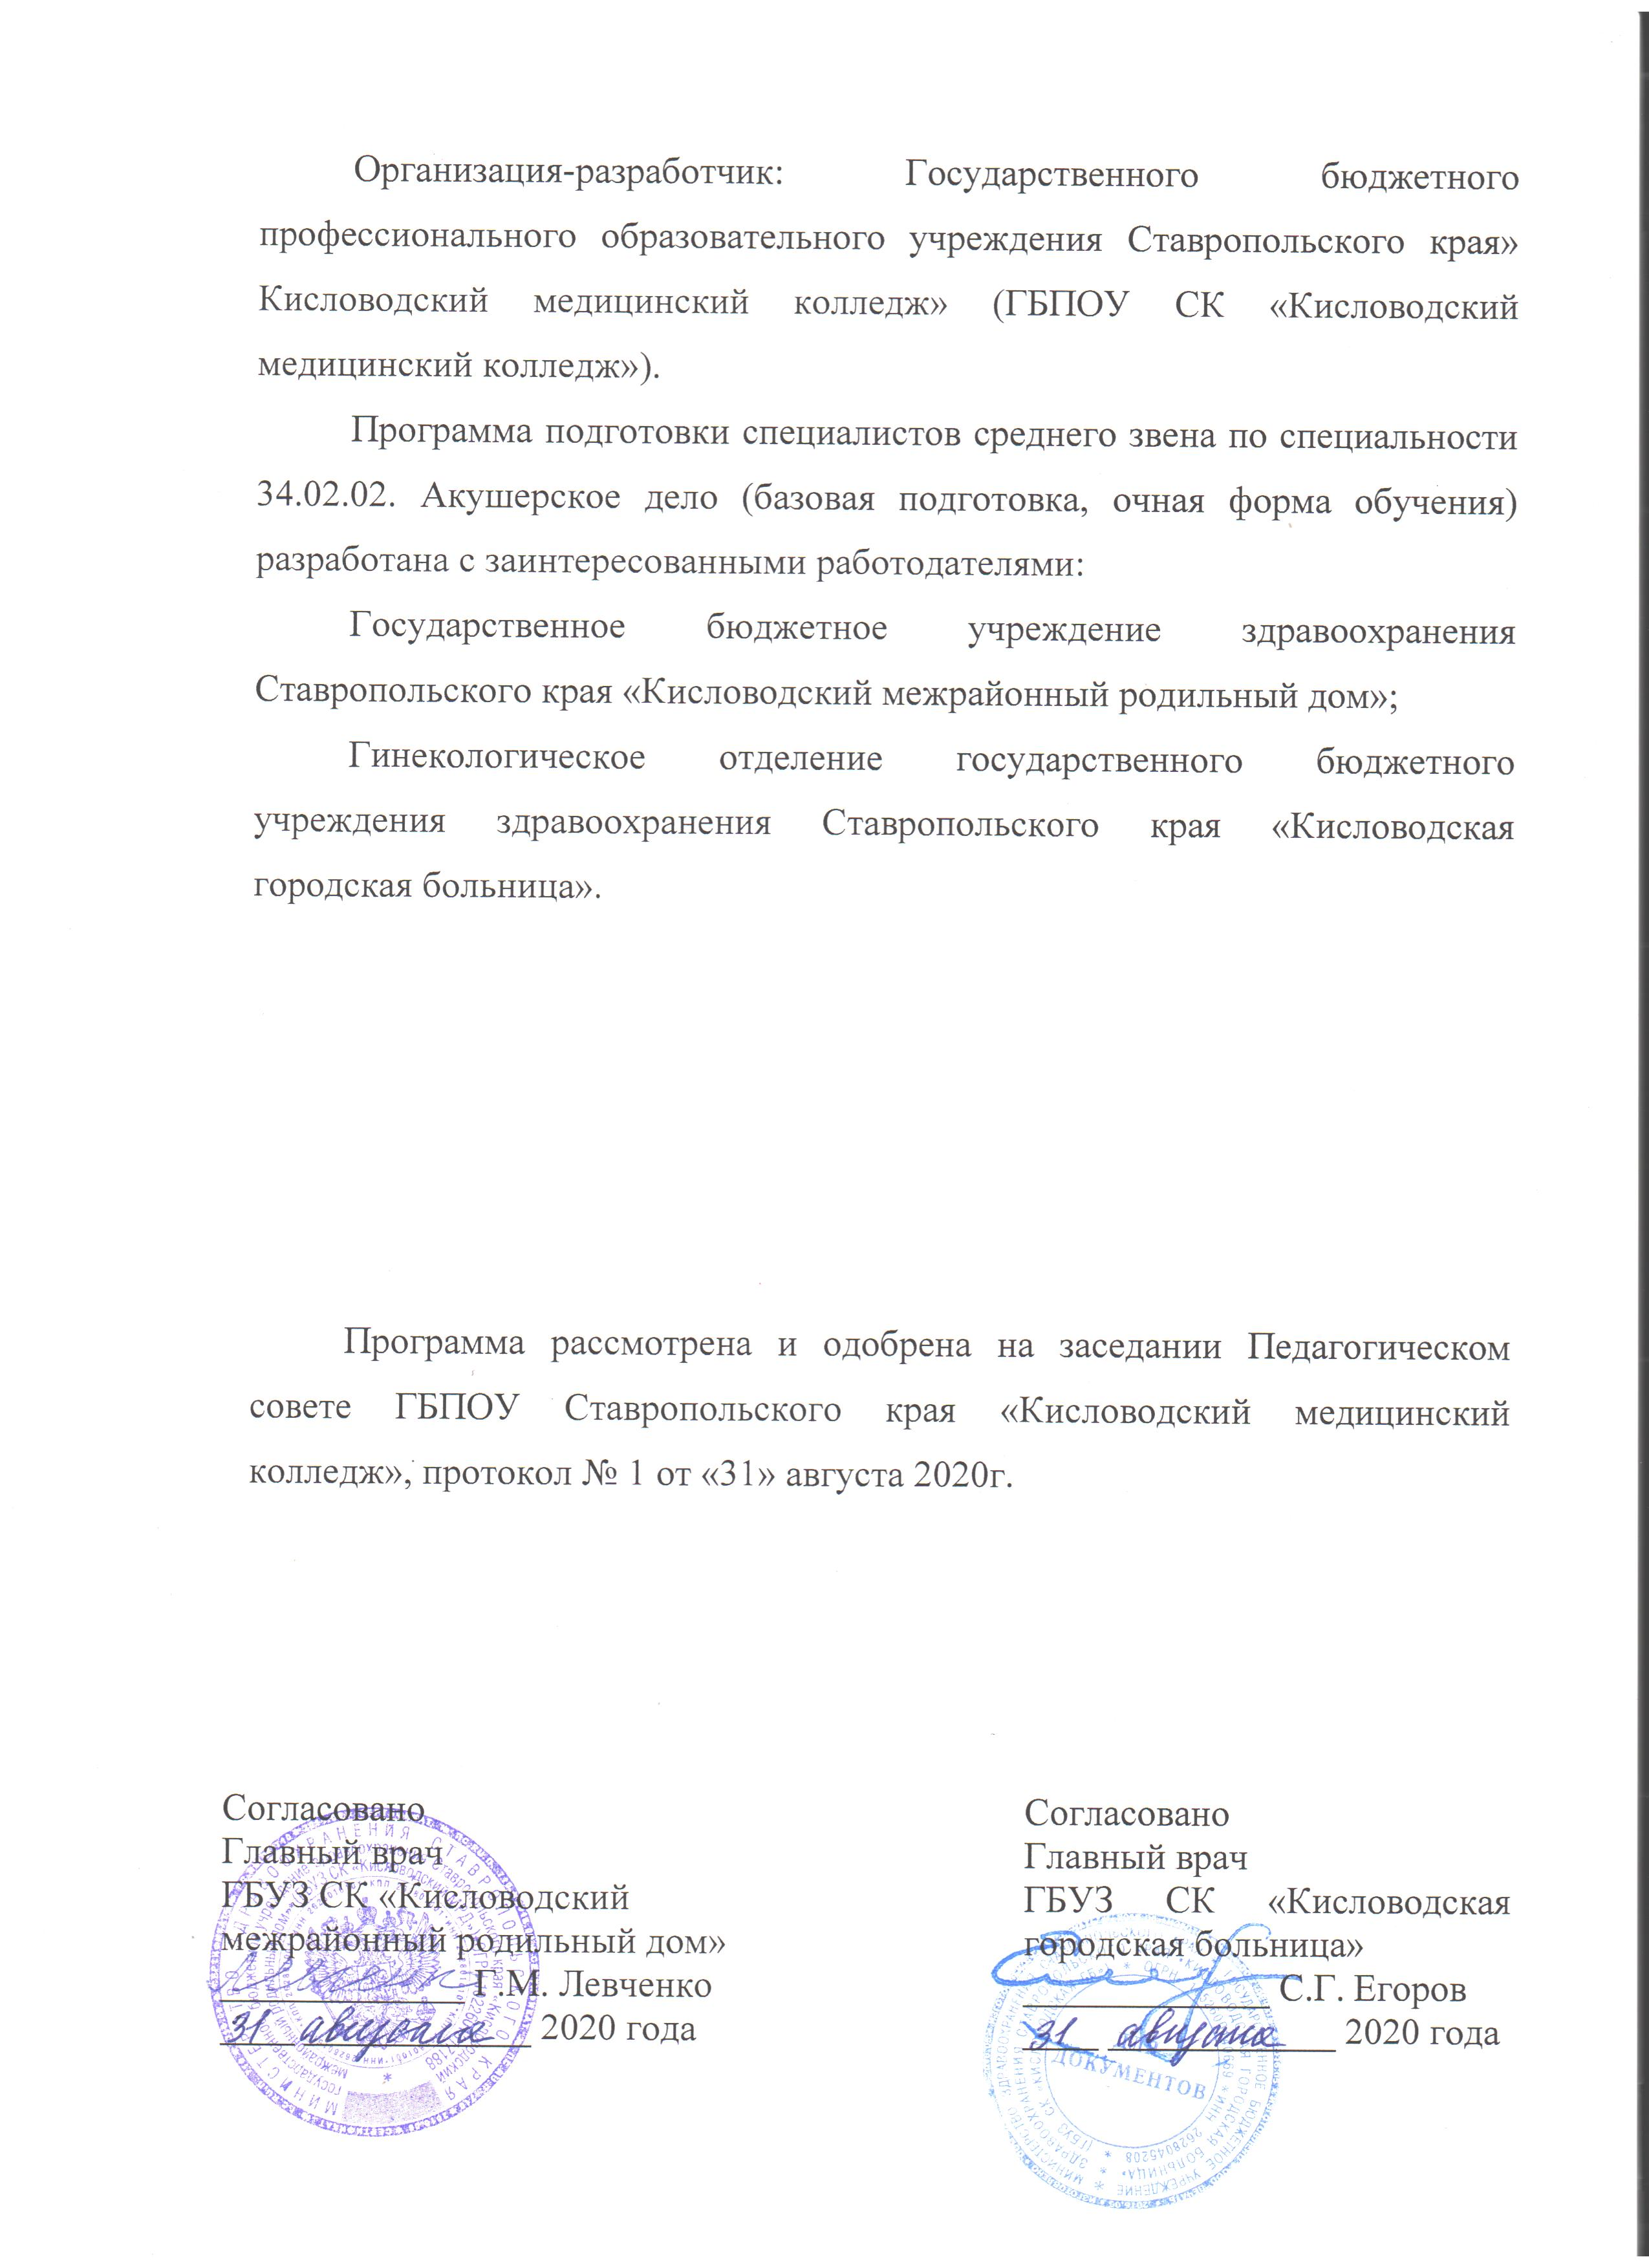 Организация-разработчик: Государственного бюджетного
профессионального образовательного учреждения Ставропольского края»
Кисловодский медицинский колледж» (ГБПОУ СК «Кисловодский
медицинский колледж»).
Программа подготовки специалистов среднего звена по специальности
34.02.02. Акушерское дело (базовая подготовка, очная форма обучения)
разработана с заинтересованными работодателями:
Государственное бюджетное учреждение здравоохранения
Ставропольского края «Кисловодский межрайонный родильный дом»;
Гинекологическое отделение государственного бюджетного
учреждения здравоохранения Ставропольского края «Кисловодская
городская больница».
Программа рассмотрена и одобрена на заседании Педагогическом
совете ГБПОУ Ставропольского края «Кисловодский медицинский
колледж», протокол № 1 от «31» августа 2020г.
Согласовано
Главный врач
ГБУЗ СК «Кисловодский
межрайонный родильный дом»
Г.М. Левченко
31 августа 2020 года
Согласовано
Главный врач
ГБУЗ СК «Кисловодская
городская больница»
С.Г. Егоров
31 августа 2020 года
ДОКУМЕНТОВ